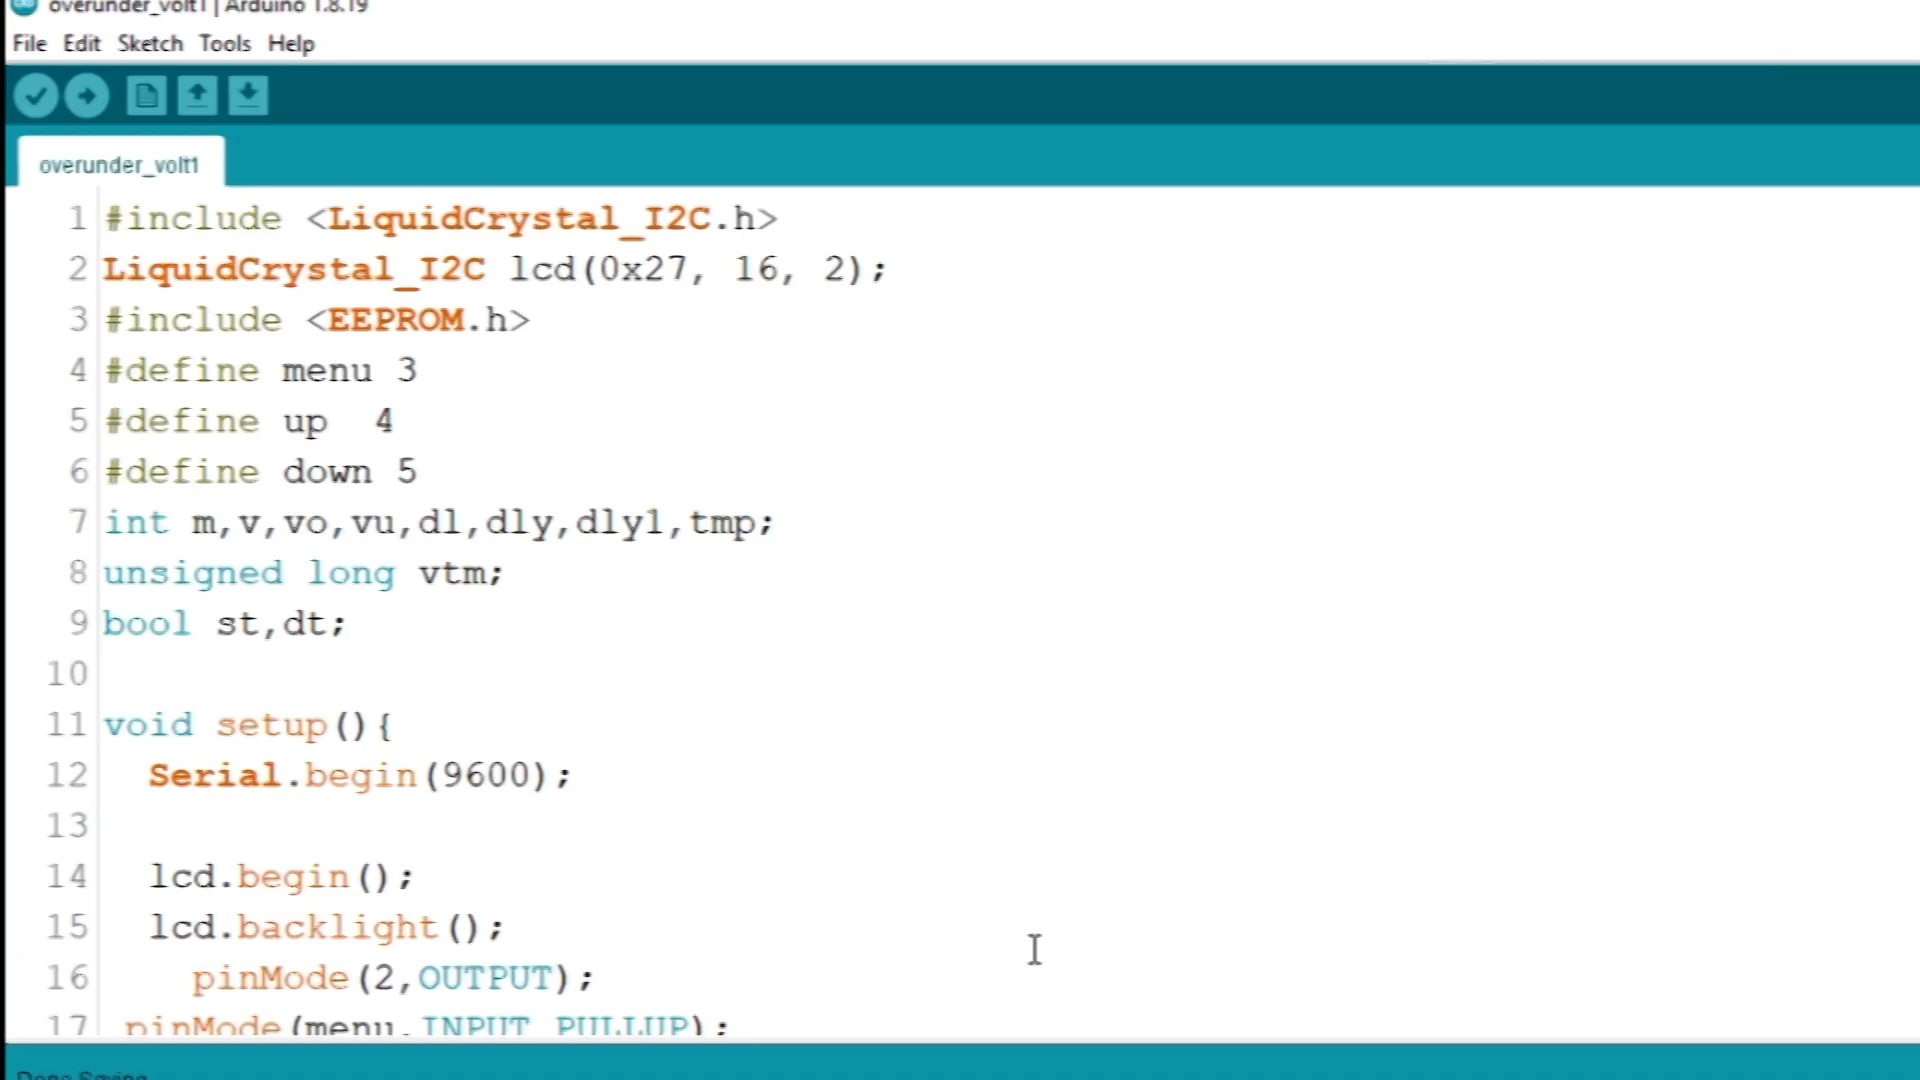 overunder_volt1 | Arduino 1.8.19
File Edit Sketch Tools Help
overunder_volt1
1 #include <LiquidCrystal_I2C.h>
2 LiquidCrystal_I2C lcd(0x27, 16, 2);
3 #include <EEPROM.h>
4 #define menu 3
5 #define up  4
6 #define down 5
7 int m,v,vo,vu,dl,dly,dly1,tmp;
8 unsigned long vtm;
9 bool st,dt;
10
11 void setup(){
12   Serial.begin(9600);
13
14   lcd.begin();
15   lcd.backlight();
16     pinMode(2,OUTPUT);
17  pinMode(menu,INPUT_PULLUP);
Done Saving